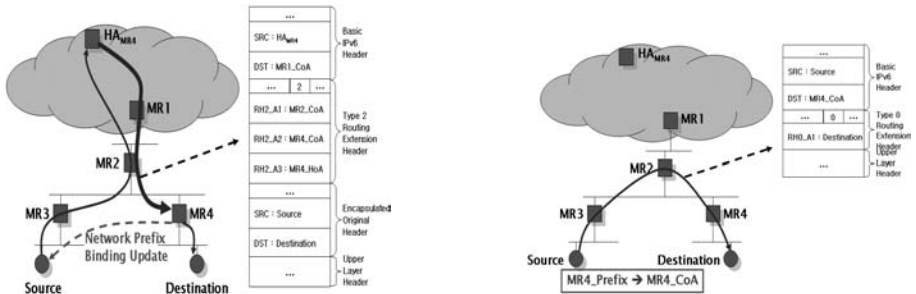 HAMR4
MR1
MR2
MR3
MR4
Network Prefix
Binding Update
Source
Destination
...
SRC : HAMR4
DST : MR1_CoA
... 2 ...
RH2_A1 : MR2_CoA
RH2_A2 : MR4_CoA
RH2_A3 : MR4_HoA
...
SRC : Source
DST : Destination
...
Basic
IPv6
Header
Type 2
Routing
Extension
Header
Encapsulated
Original
Header
Upper
Layer
Header
HAMR4
MR1
MR2
MR3
MR4
Source
Destination
MR4_Prefix → MR4_CoA
...
SRC : Source
DST : MR4_CoA
... 0 ...
RH0_A1 : Destination
...
Basic
IPv6
Header
Type 0
Routing
Extension
Header
Upper
Layer
Header